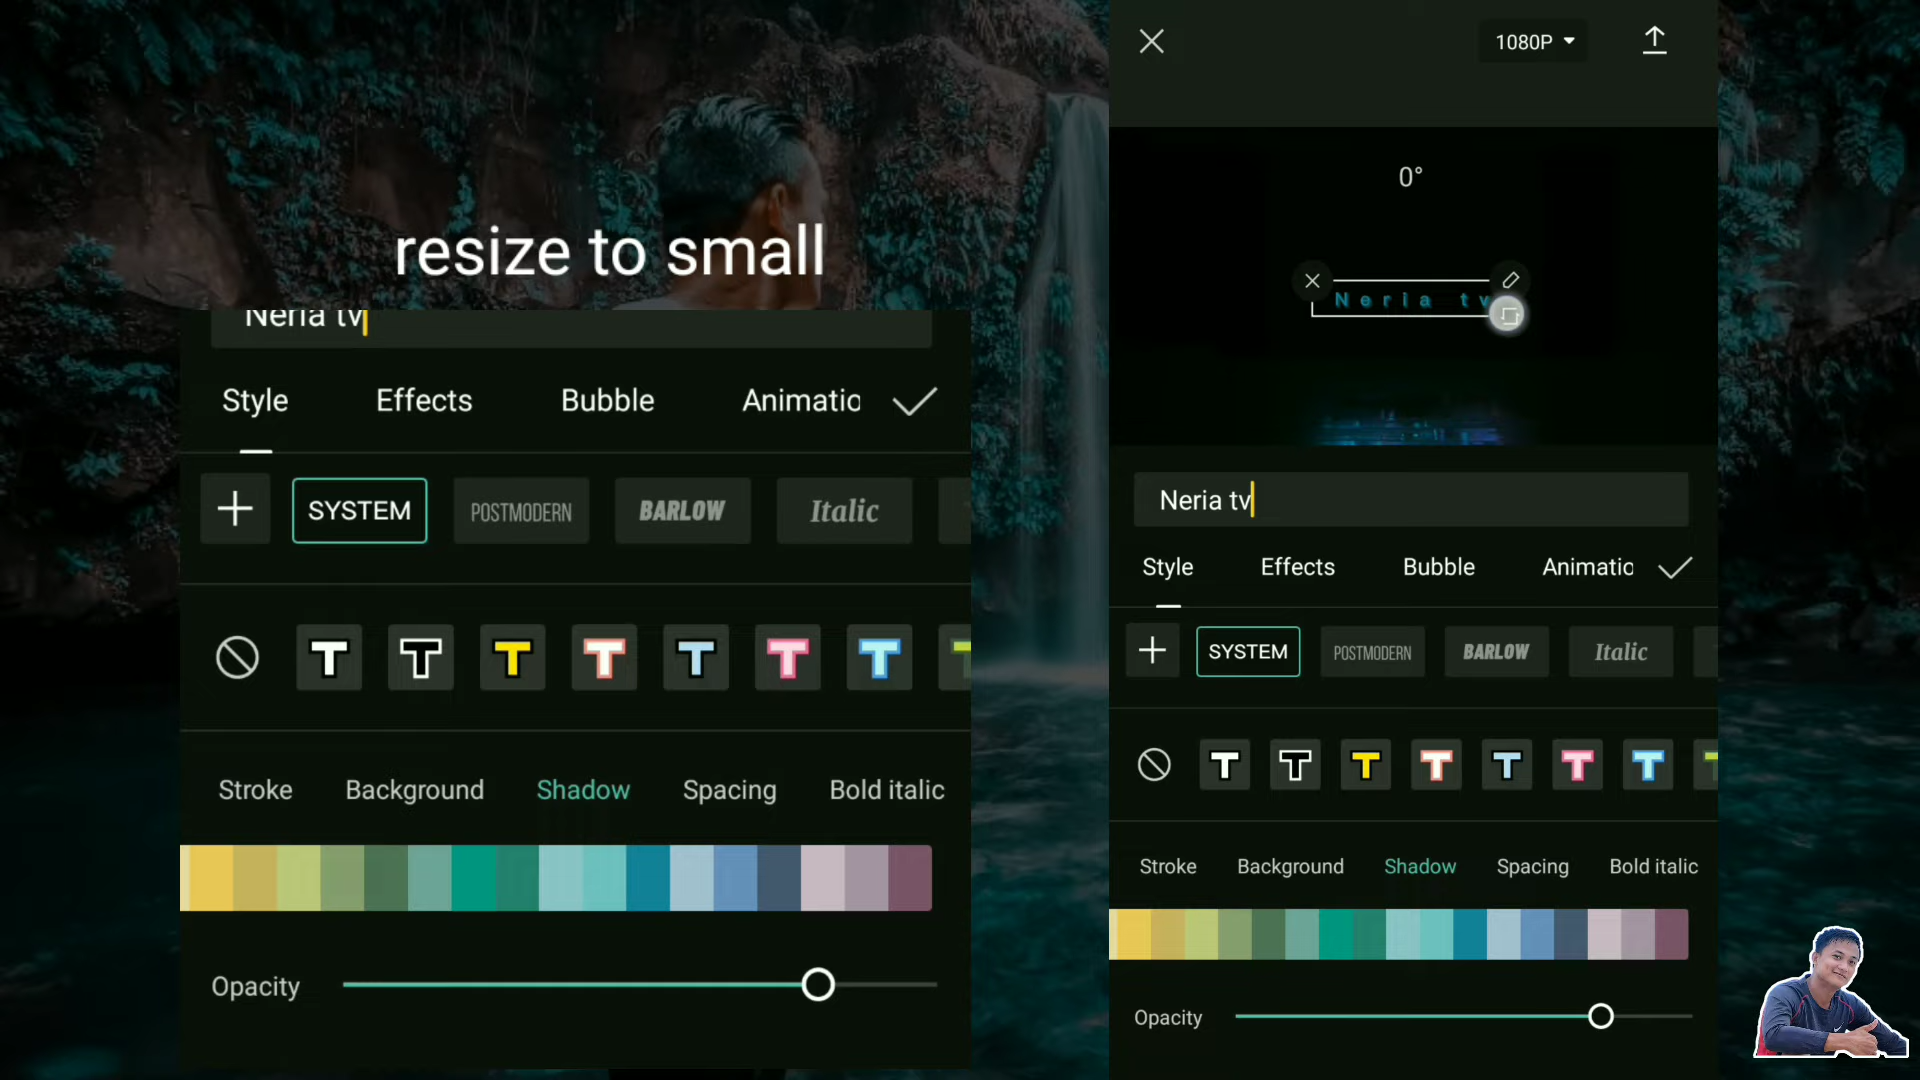 resize to small
Neria tv
Style Effects Bubble Animatio
SYSTEM POSTMODERN BARLOW Italic
T T T T T T T T
Stroke Background Shadow Spacing Bold italic
Opacity
1080P
0°
Neria tv
Neria tv
Style Effects Bubble Animatio
SYSTEM POSTMODERN BARLOW Italic
T T T T T T T T
Stroke Background Shadow Spacing Bold italic
Opacity